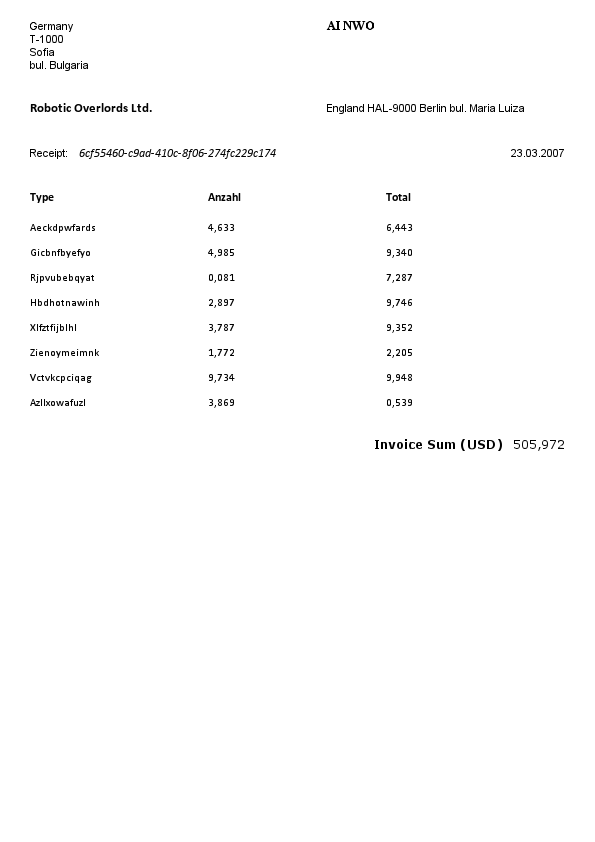 Germany
T-1000
Sofia
bul. Bulgaria
AI NWO
Robotic Overlords Ltd.
England HAL-9000 Berlin bul. Maria Luiza
Receipt: 6cf55460-c9ad-410c-8f06-274fc229c174
23.03.2007
Type Anzahl Total
Aeckdpwfards 4,633 6,443
Gicbnfbyefyo 4,985 9,340
Rjpvubebqyat 0,081 7,287
Hbdhotnawinh 2,897 9,746
Xlfztfijblhl 3,787 9,352
Zienoymeimnk 1,772 2,205
Vctvkcpciqag 9,734 9,948
Azllxowafuzl 3,869 0,539
Invoice Sum (USD) 505,972